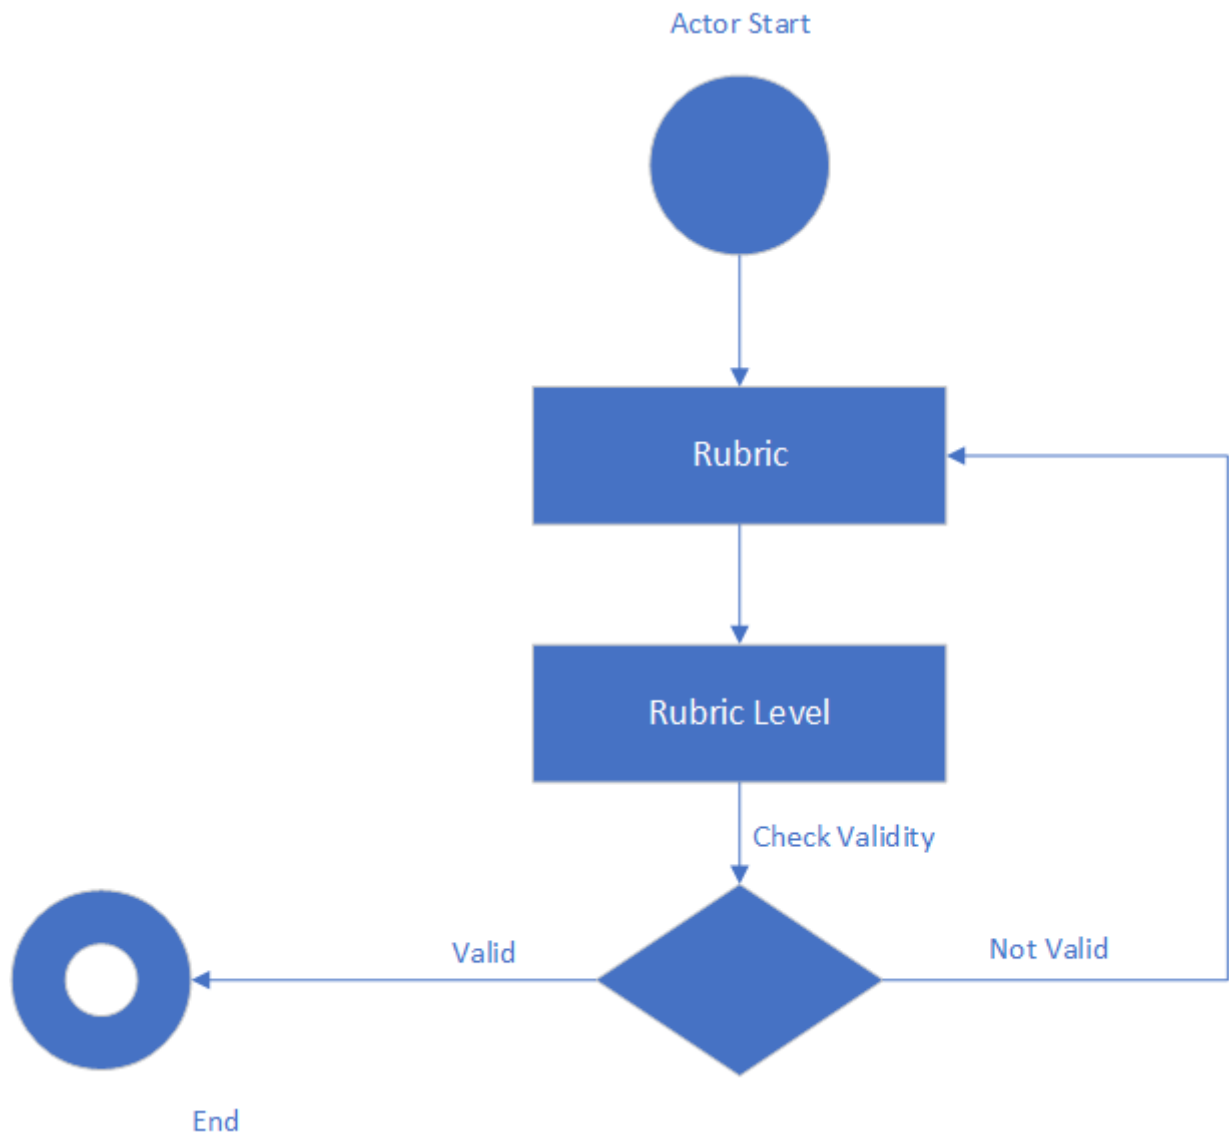 Actor Start
Rubric
Rubric Level
Check Validity
Valid
Not Valid
End